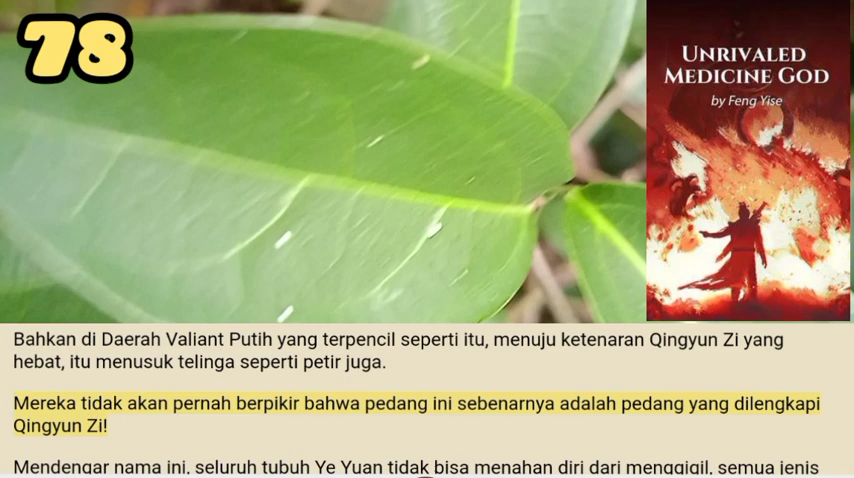 78
UNRIVALED
MEDICINE GOD
by Feng Yise
Bahkan di Daerah Valiant Putih yang terpencil seperti itu, menuju ketenaran Qingyun Zi yang
hebat, itu menusuk telinga seperti petir juga.
Mereka tidak akan pernah berpikir bahwa pedang ini sebenarnya adalah pedang yang dilengkapi
Qingyun Zi!
Mendengar nama ini, seluruh tubuh Ye Yuan tidak bisa menahan diri dari menggigil, semua jenis